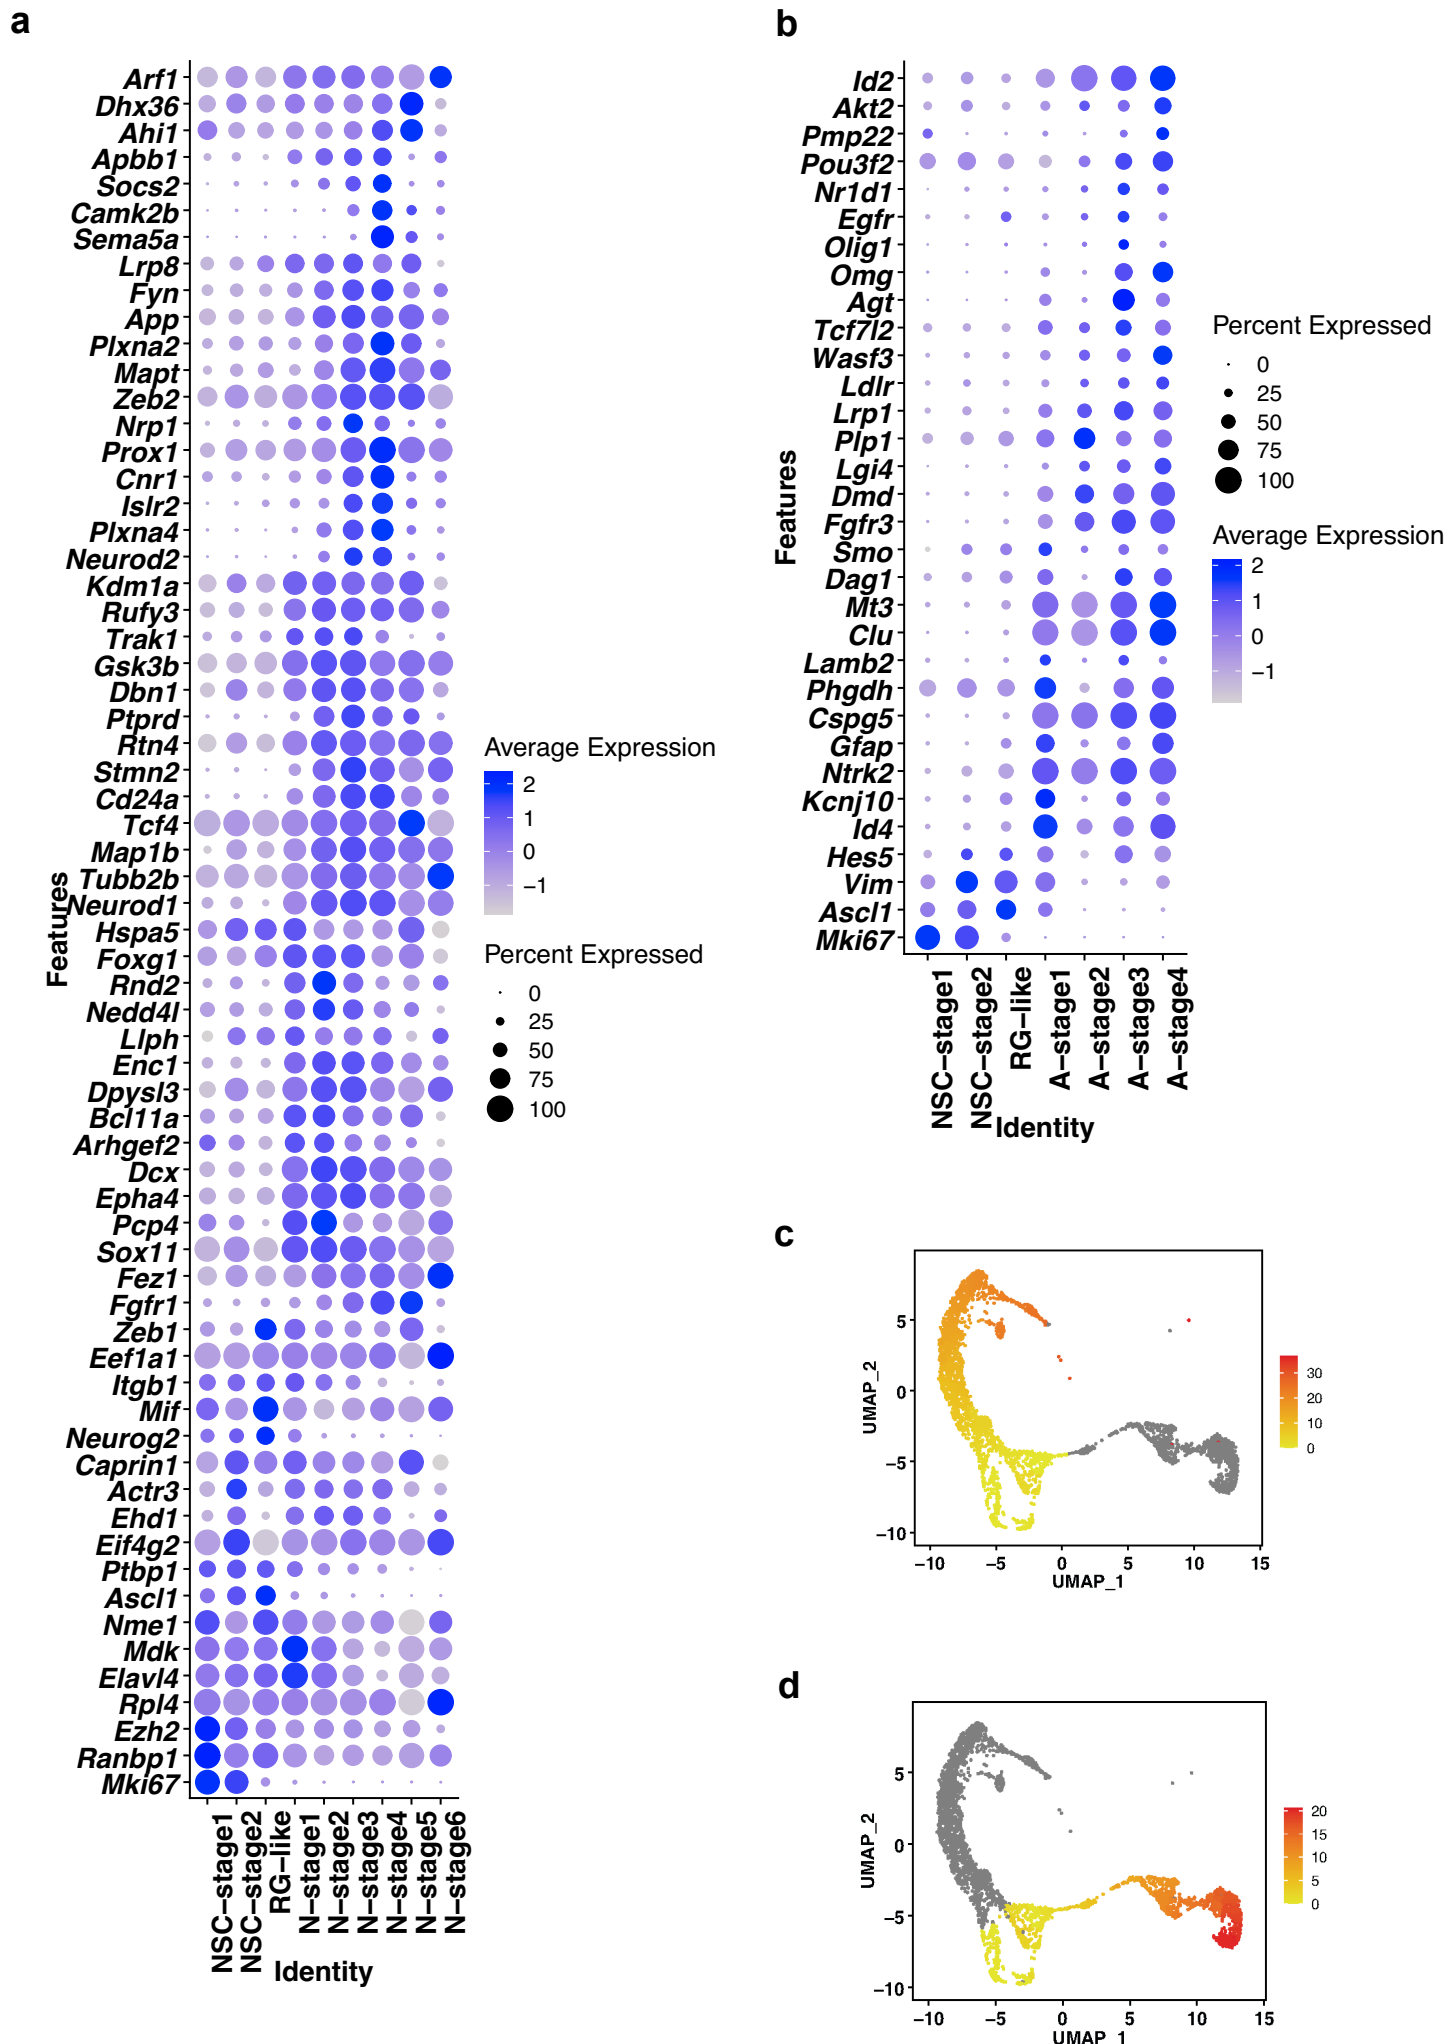 a
Arf1
Dhx36
Ahi1
Apbb1
Socs2
Camk2b
Sema5a
Lrp8
Fyn
App
Plxna2
Mapt
Zeb2
Nrp1
Prox1
Cnr1
Islr2
Plxna4
Neurod2
Kdm1a
Rufy3
Trak1
Gsk3b
Dbn1
Ptprd
Rtn4
Stmn2
Cd24a
Tcf4
Map1b
Tubb2b
Neurod1
Hspa5
Foxg1
Rnd2
Nedd4l
Llph
Enc1
Dpysl3
Bcl11a
Arhgef2
Dcx
Epha4
Pcp4
Sox11
Fez1
Fgfr1
Zeb1
Eef1a1
Itgb1
Mif
Neurog2
Caprin1
Actr3
Ehd1
Eif4g2
Ptbp1
Ascl1
Nme1
Mdk
Elavl4
Rpl4
Ezh2
Ranbp1
Mki67
Features
NSC−stage1
NSC−stage2
RG−like
N−stage1
N−stage2
N−stage3
N−stage4
N−stage5
N−stage6
Identity
Average Expression
2
1
0
−1
Percent Expressed
0
25
50
75
100
b
Id2
Akt2
Pmp22
Pou3f2
Nr1d1
Egfr
Olig1
Omg
Agt
Tcf7l2
Wasf3
Ldlr
Lrp1
Plp1
Lgi4
Dmd
Fgfr3
Smo
Dag1
Mt3
Clu
Lamb2
Phgdh
Cspg5
Gfap
Ntrk2
Kcnj10
Id4
Hes5
Vim
Ascl1
Mki67
Features
NSC−stage1
NSC−stage2
RG−like
A−stage1
A−stage2
A−stage3
A−stage4
Identity
Percent Expressed
0
25
50
75
100
Average Expression
2
1
0
−1
c
5
0
−5
−10
UMAP_2
−10
−5
0
5
10
15
UMAP_1
30
20
10
0
d
5
0
−5
−10
UMAP_2
−10
−5
0
5
10
15
UMAP_1
20
15
10
5
0